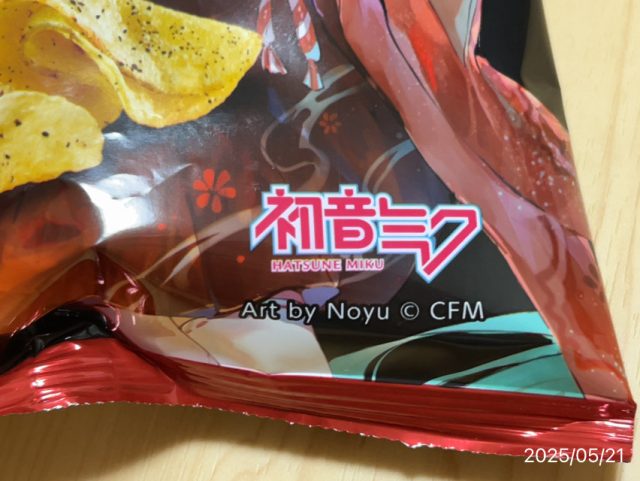 初音ミク
HATSUNE MIKU
Art by Noyu © CFM
2025/05/21